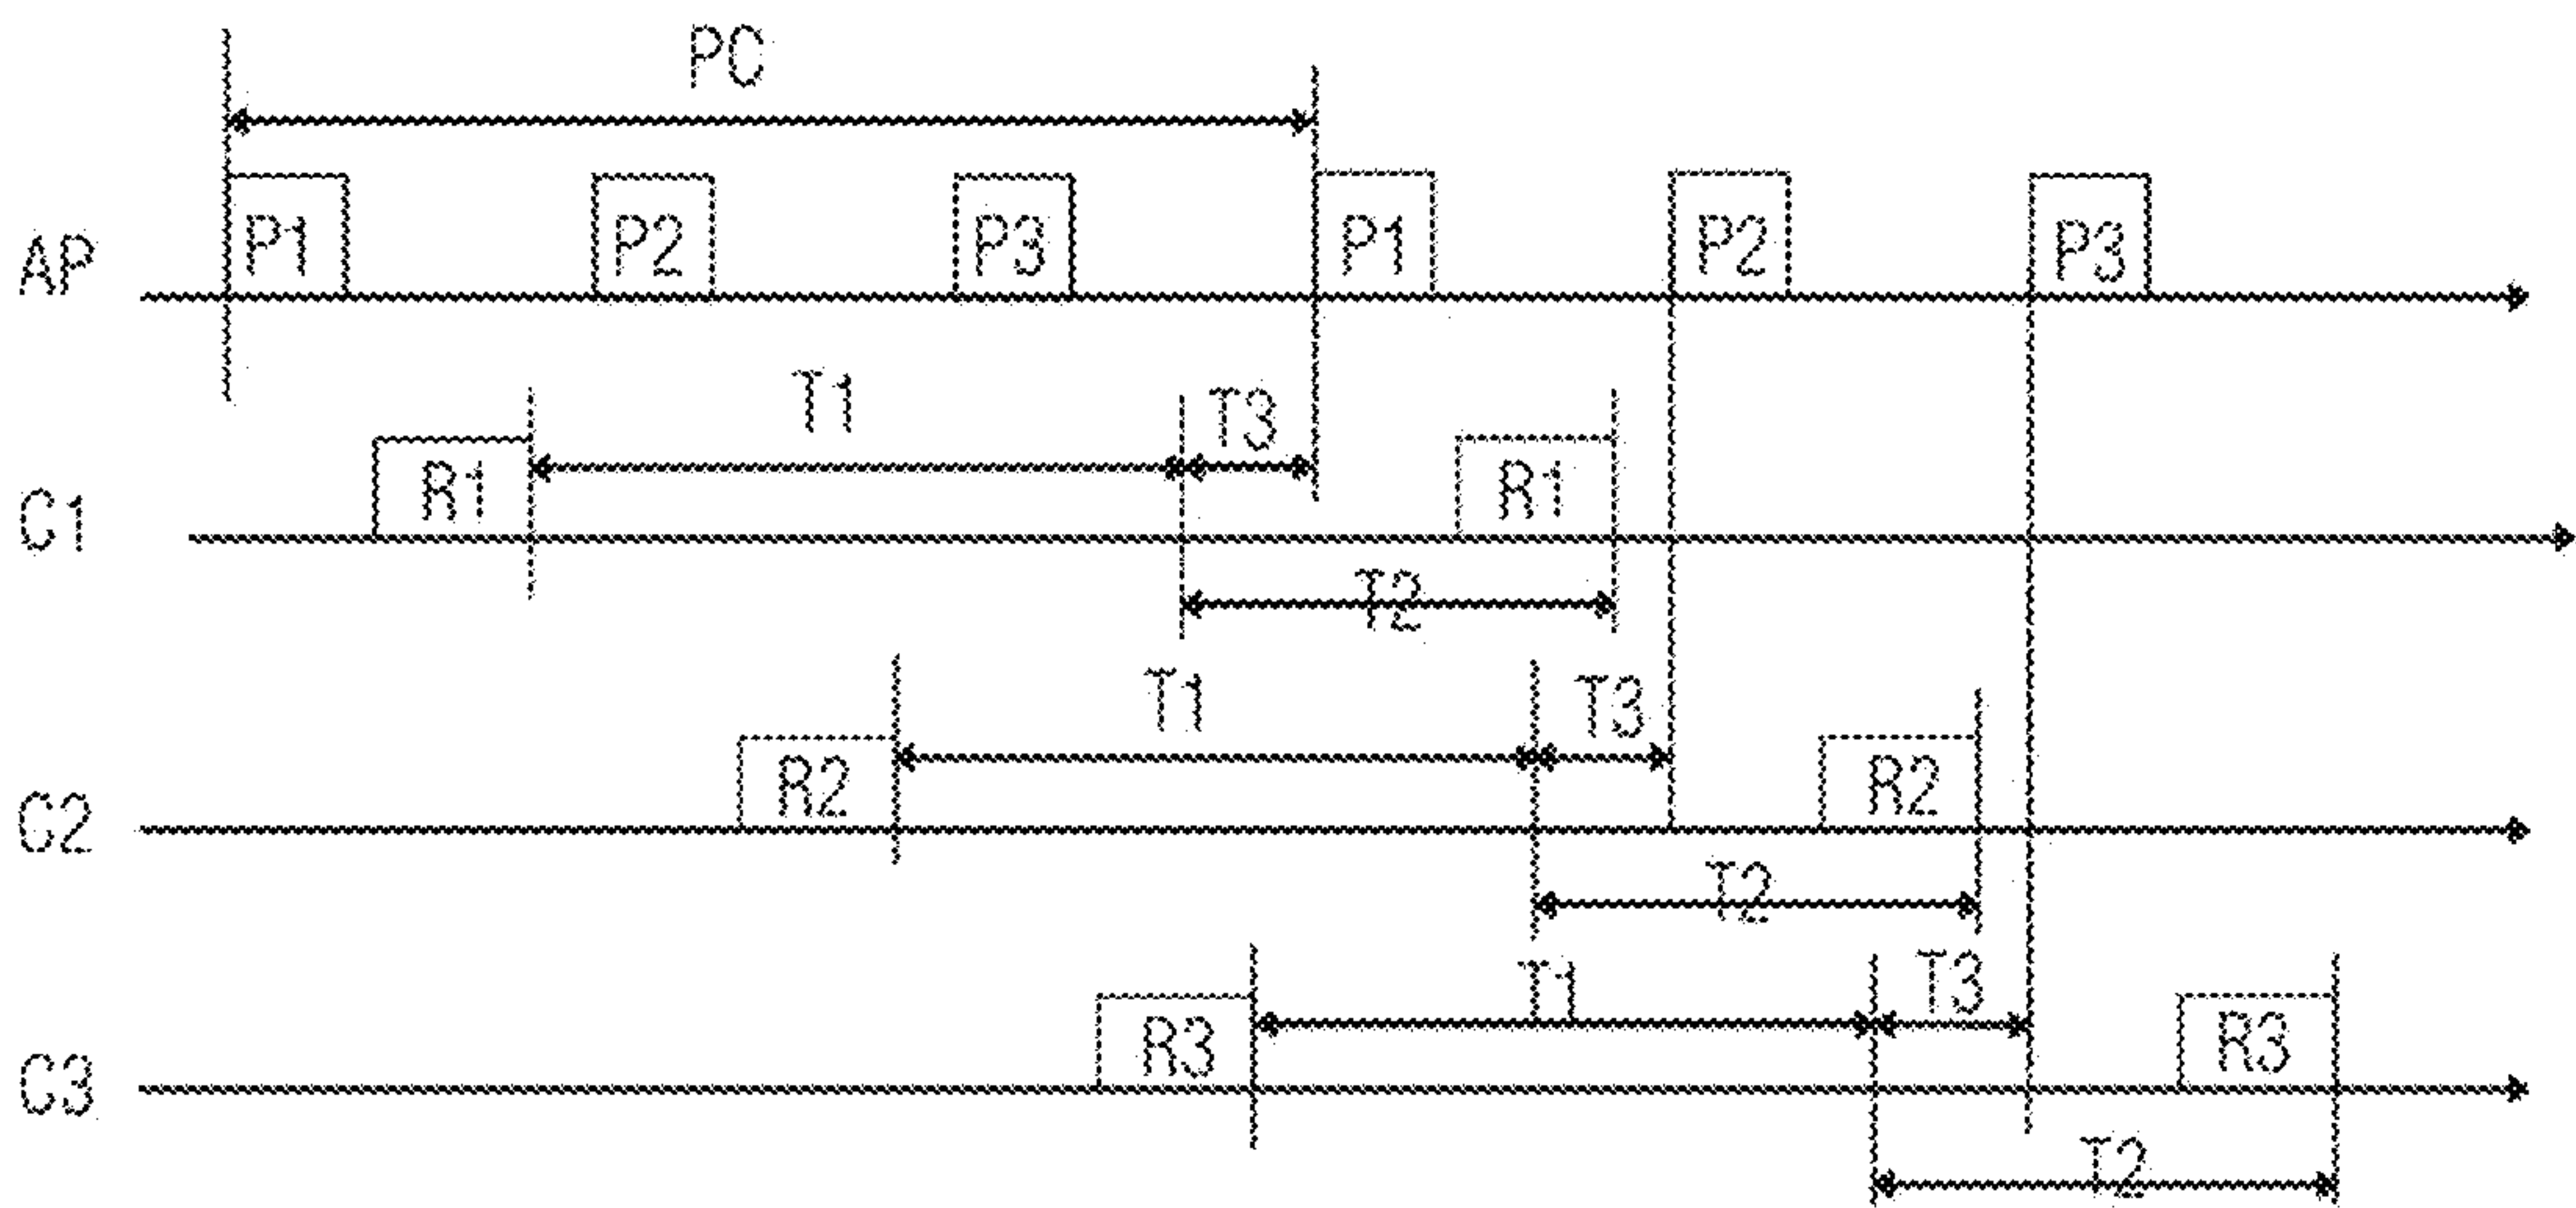 PC
AP P1 P2 P3 P1 P2 P3
T1 T3
C1 R1 R1
T2
T1 T3
C2 R2 R2
T2
T1 T3
C3 R3 R3
T2